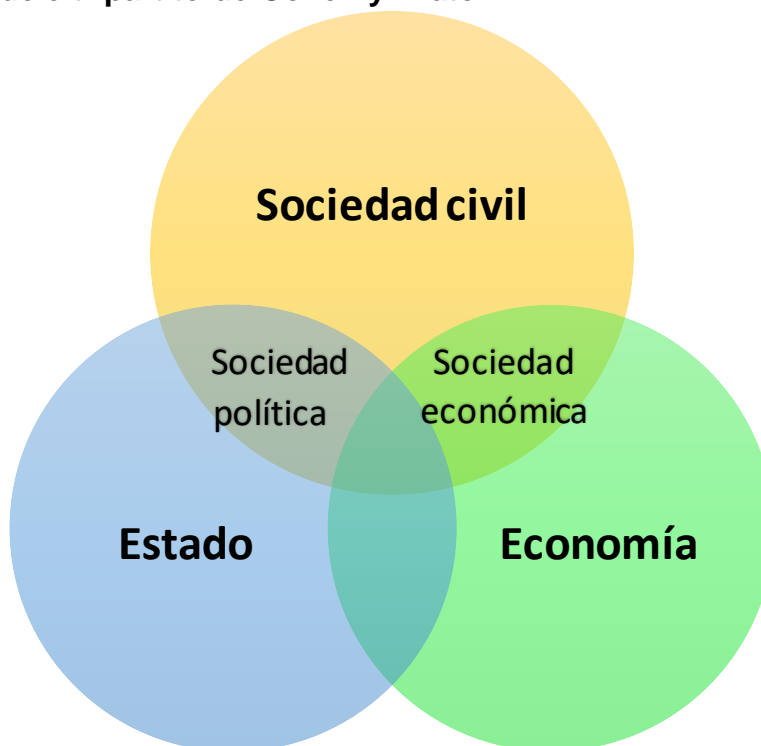 Sociedad civil
Sociedad
política
Sociedad
económica
Estado
Economía